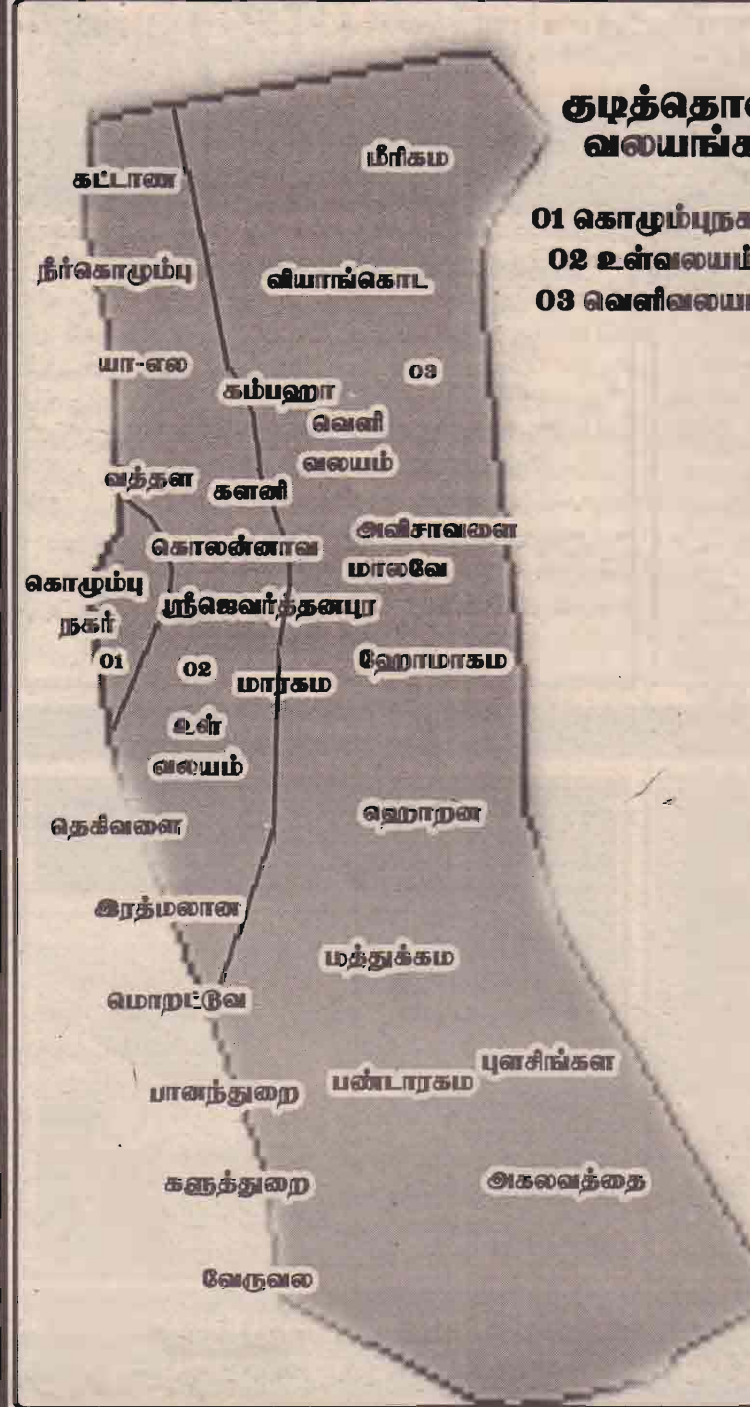 குடித்தொ
வலயங்க
01 கொழும்புநக
02 உள்வலயம்
03 வெளிவலய
மீரிகம
கட்டாண
நீர்கொழும்பு
வியாங்கொட
யா-எல
03
கம்பஹா
வெளி
வலயம்
வத்தள
களனி
அவிசாவளை
கொலன்னாவ
மாலவே
கொழும்பு
நகர்
ஸ்ரீஜெவர்த்தனபுர
01
02
ஹோமாகம
மாரகம
உள்
வலயம்
தெகிவளை
ஹொறன
இரத்மலான
மத்துக்கம
மொறட்டுவ
புளசிங்கள
பண்டாரகம
பானந்துறை
களுத்துறை
அகலவத்தை
வேருவல